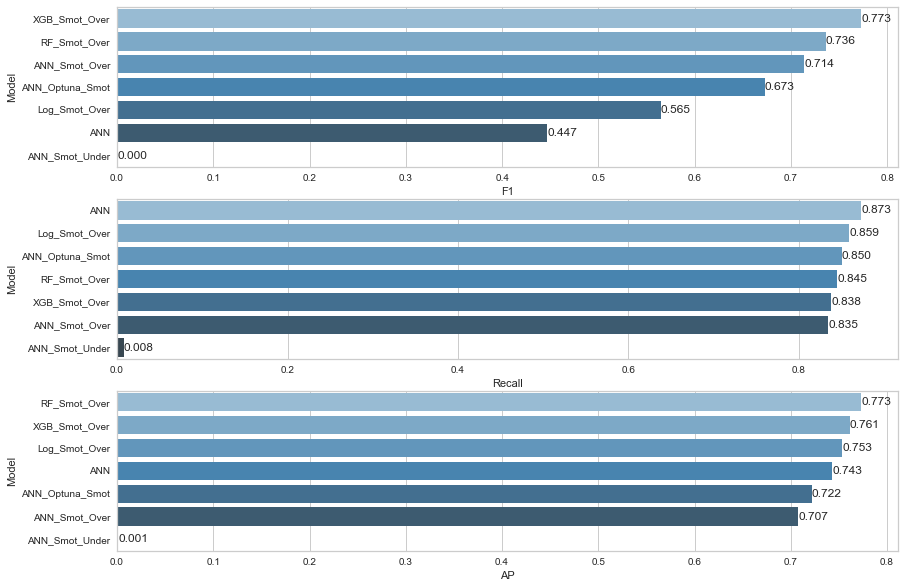 XGB_Smot_Over 0.773
RF_Smot_Over 0.736
ANN_Smot_Over 0.714
ANN_Optuna_Smot 0.673
Log_Smot_Over 0.565
ANN 0.447
ANN_Smot_Under 0.000
Model
0.0 0.1 0.2 0.3 0.4 0.5 0.6 0.7 0.8
F1
ANN 0.873
Log_Smot_Over 0.859
ANN_Optuna_Smot 0.850
RF_Smot_Over 0.845
XGB_Smot_Over 0.838
ANN_Smot_Over 0.835
ANN_Smot_Under 0.008
Model
0.0 0.2 0.4 0.6 0.8
Recall
RF_Smot_Over 0.773
XGB_Smot_Over 0.761
Log_Smot_Over 0.753
ANN 0.743
ANN_Optuna_Smot 0.722
ANN_Smot_Over 0.707
ANN_Smot_Under 0.001
Model
0.0 0.1 0.2 0.3 0.4 0.5 0.6 0.7 0.8
AP